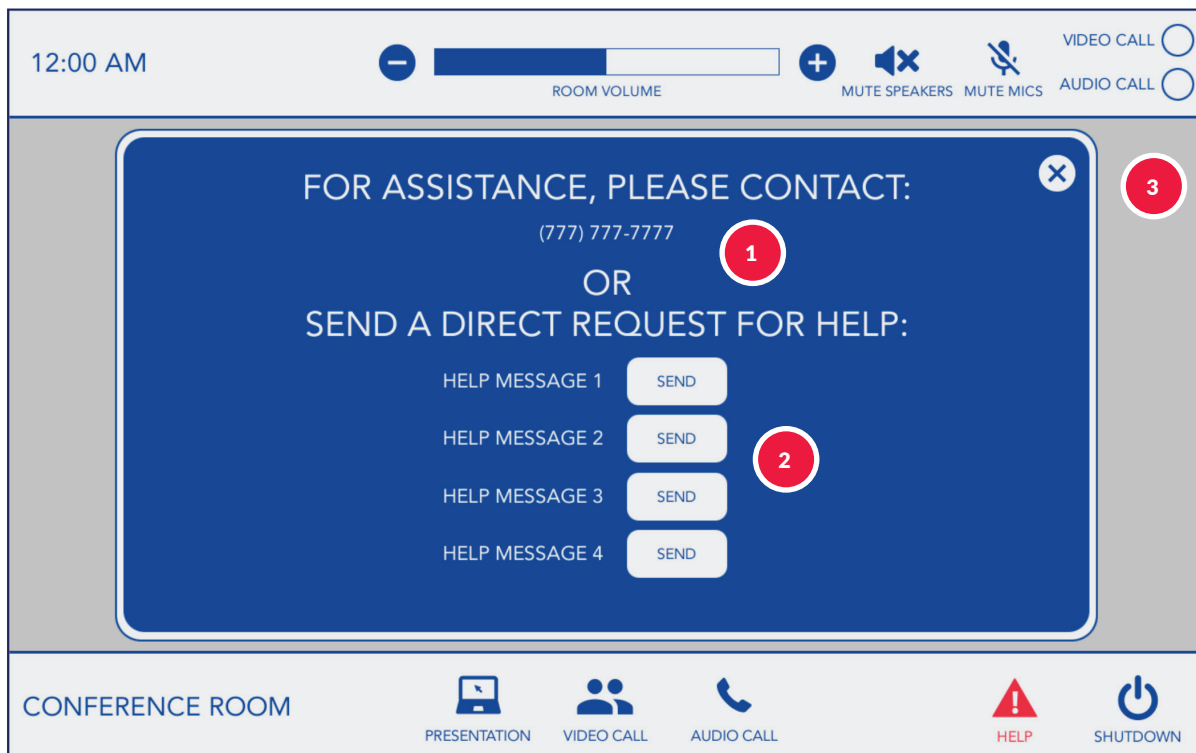 12:00 AM
ROOM VOLUME
MUTE SPEAKERS
MUTE MICS
VIDEO CALL
AUDIO CALL
FOR ASSISTANCE, PLEASE CONTACT:
(777) 777-7777
1
3
OR
SEND A DIRECT REQUEST FOR HELP:
HELP MESSAGE 1 SEND
HELP MESSAGE 2 SEND
2
HELP MESSAGE 3 SEND
HELP MESSAGE 4 SEND
CONFERENCE ROOM
PRESENTATION
VIDEO CALL
AUDIO CALL
HELP
SHUTDOWN